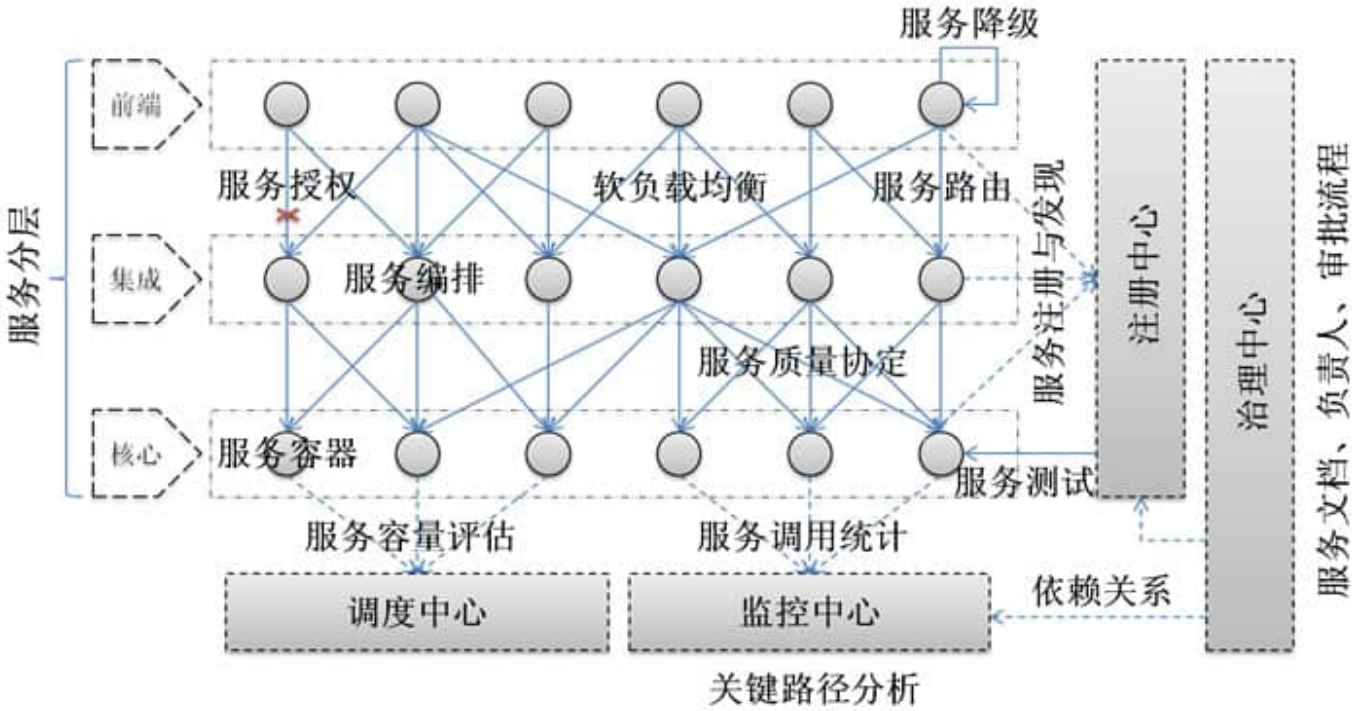 服务降级
前端
服务授权
软负载均衡
服务路由
服务分层
集成
服务编排
服务注册与发现
注册中心
治理中心
服务文档、负责人、审批流程
服务质量协定
核心
服务容器
服务测试
服务容量评估
服务调用统计
调度中心
监控中心
依赖关系
关键路径分析